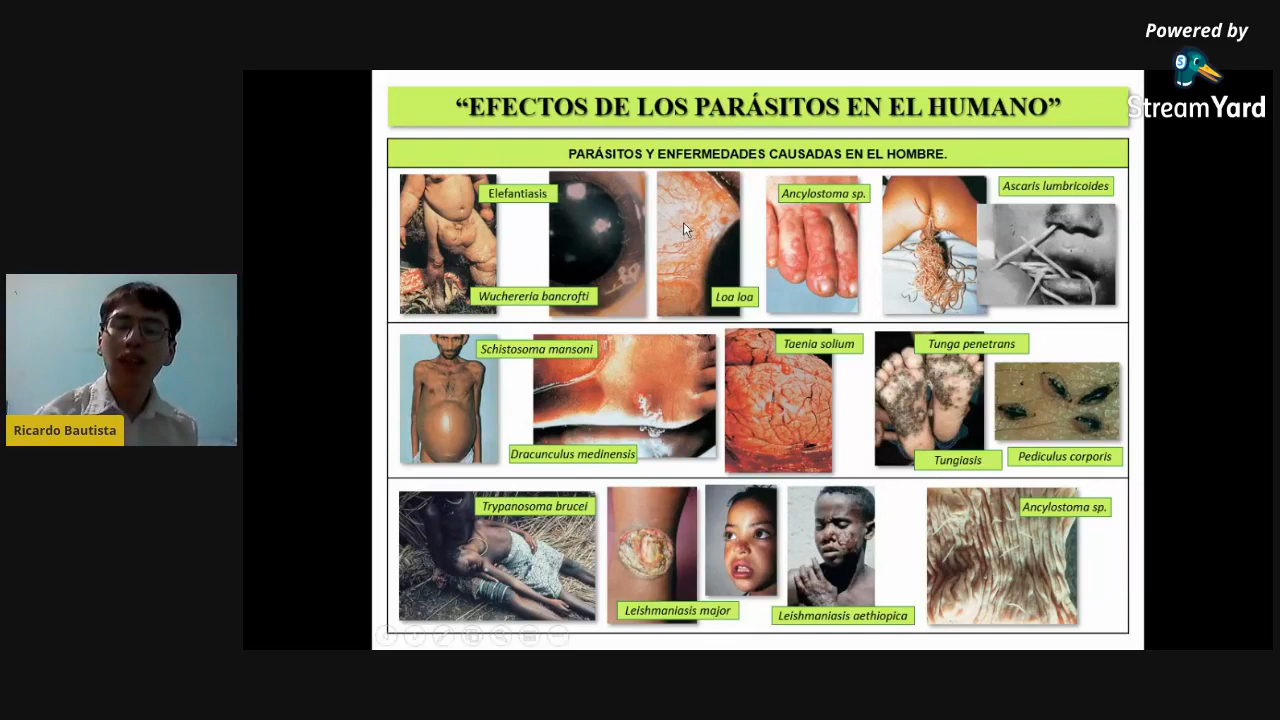 Powered by
StreamYard
“EFECTOS DE LOS PARÁSITOS EN EL HUMANO”
PARÁSITOS Y ENFERMEDADES CAUSADAS EN EL HOMBRE.
Elefantiasis
Wuchereria bancrofti
Loa loa
Ancylostoma sp.
Ascaris lumbricoides
Schistosoma mansoni
Dracunculus medinensis
Taenia solium
Tunga penetrans
Tungiasis
Pediculus corporis
Trypanosoma brucei
Leishmaniasis major
Leishmaniasis aethiopica
Ancylostoma sp.
Ricardo Bautista